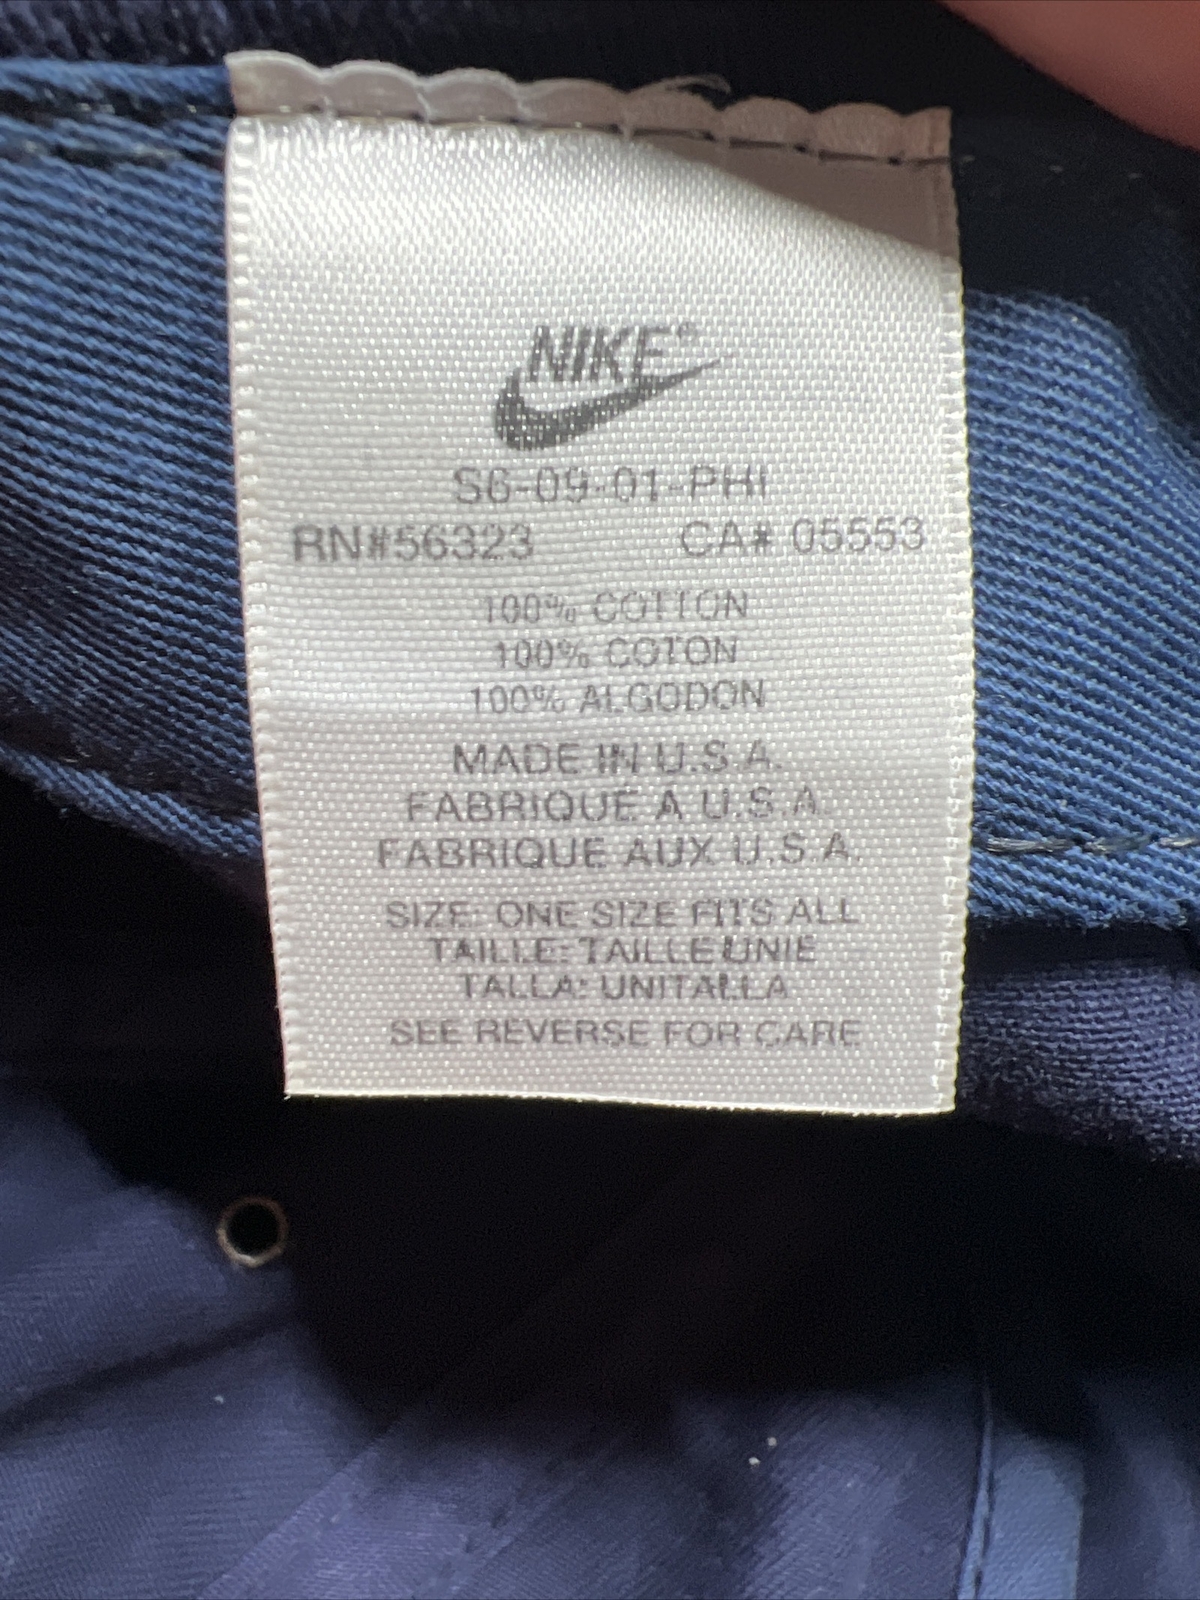 NIKE®
S6-09-01-PHI
RN#56323 CA# 05553
100% COTTON
100% COTON
100% ALGODON
MADE IN U.S.A.
FABRIQUE A U.S.A.
FABRIQUE AUX U.S.A.
SIZE: ONE SIZE FITS ALL
TAILLE: TAILLE UNIE
TALLA: UNITALLA
SEE REVERSE FOR CARE